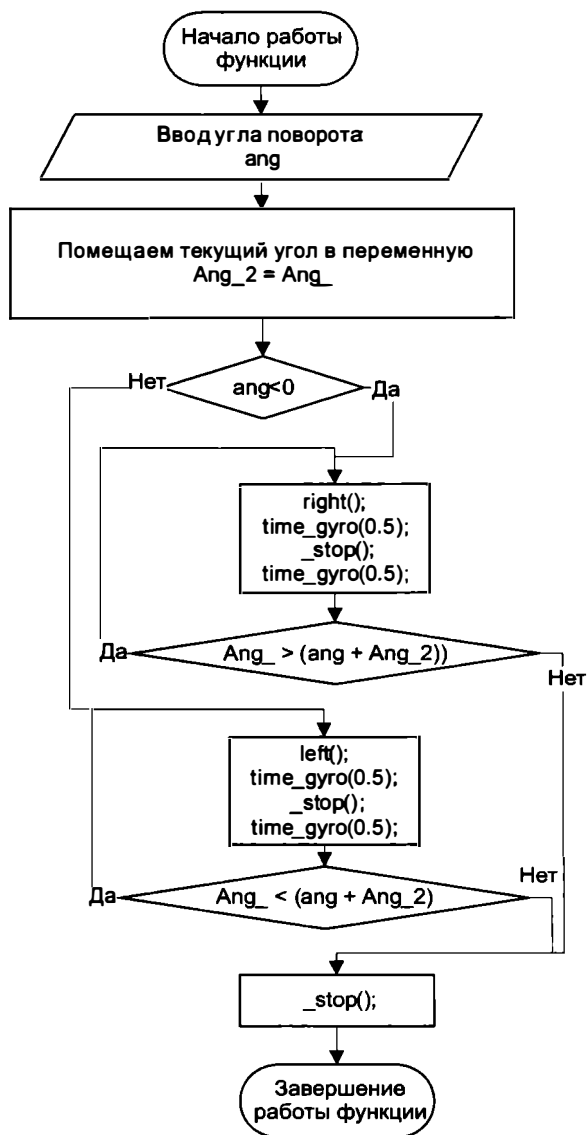 Начало работы
функции
Ввод угла поворота:
ang
Помещаем текущий угол в переменную
Ang_2 = Ang_
Нет
ang<0
Да
right();
time_gyro(0.5);
_stop();
time_gyro(0.5);
Да
Ang_ > (ang + Ang_2))
Нет
left();
time_gyro(0.5);
_stop();
time_gyro(0.5);
Да
Ang_ < (ang + Ang_2)
Нет
_stop();
Завершение
работы функции